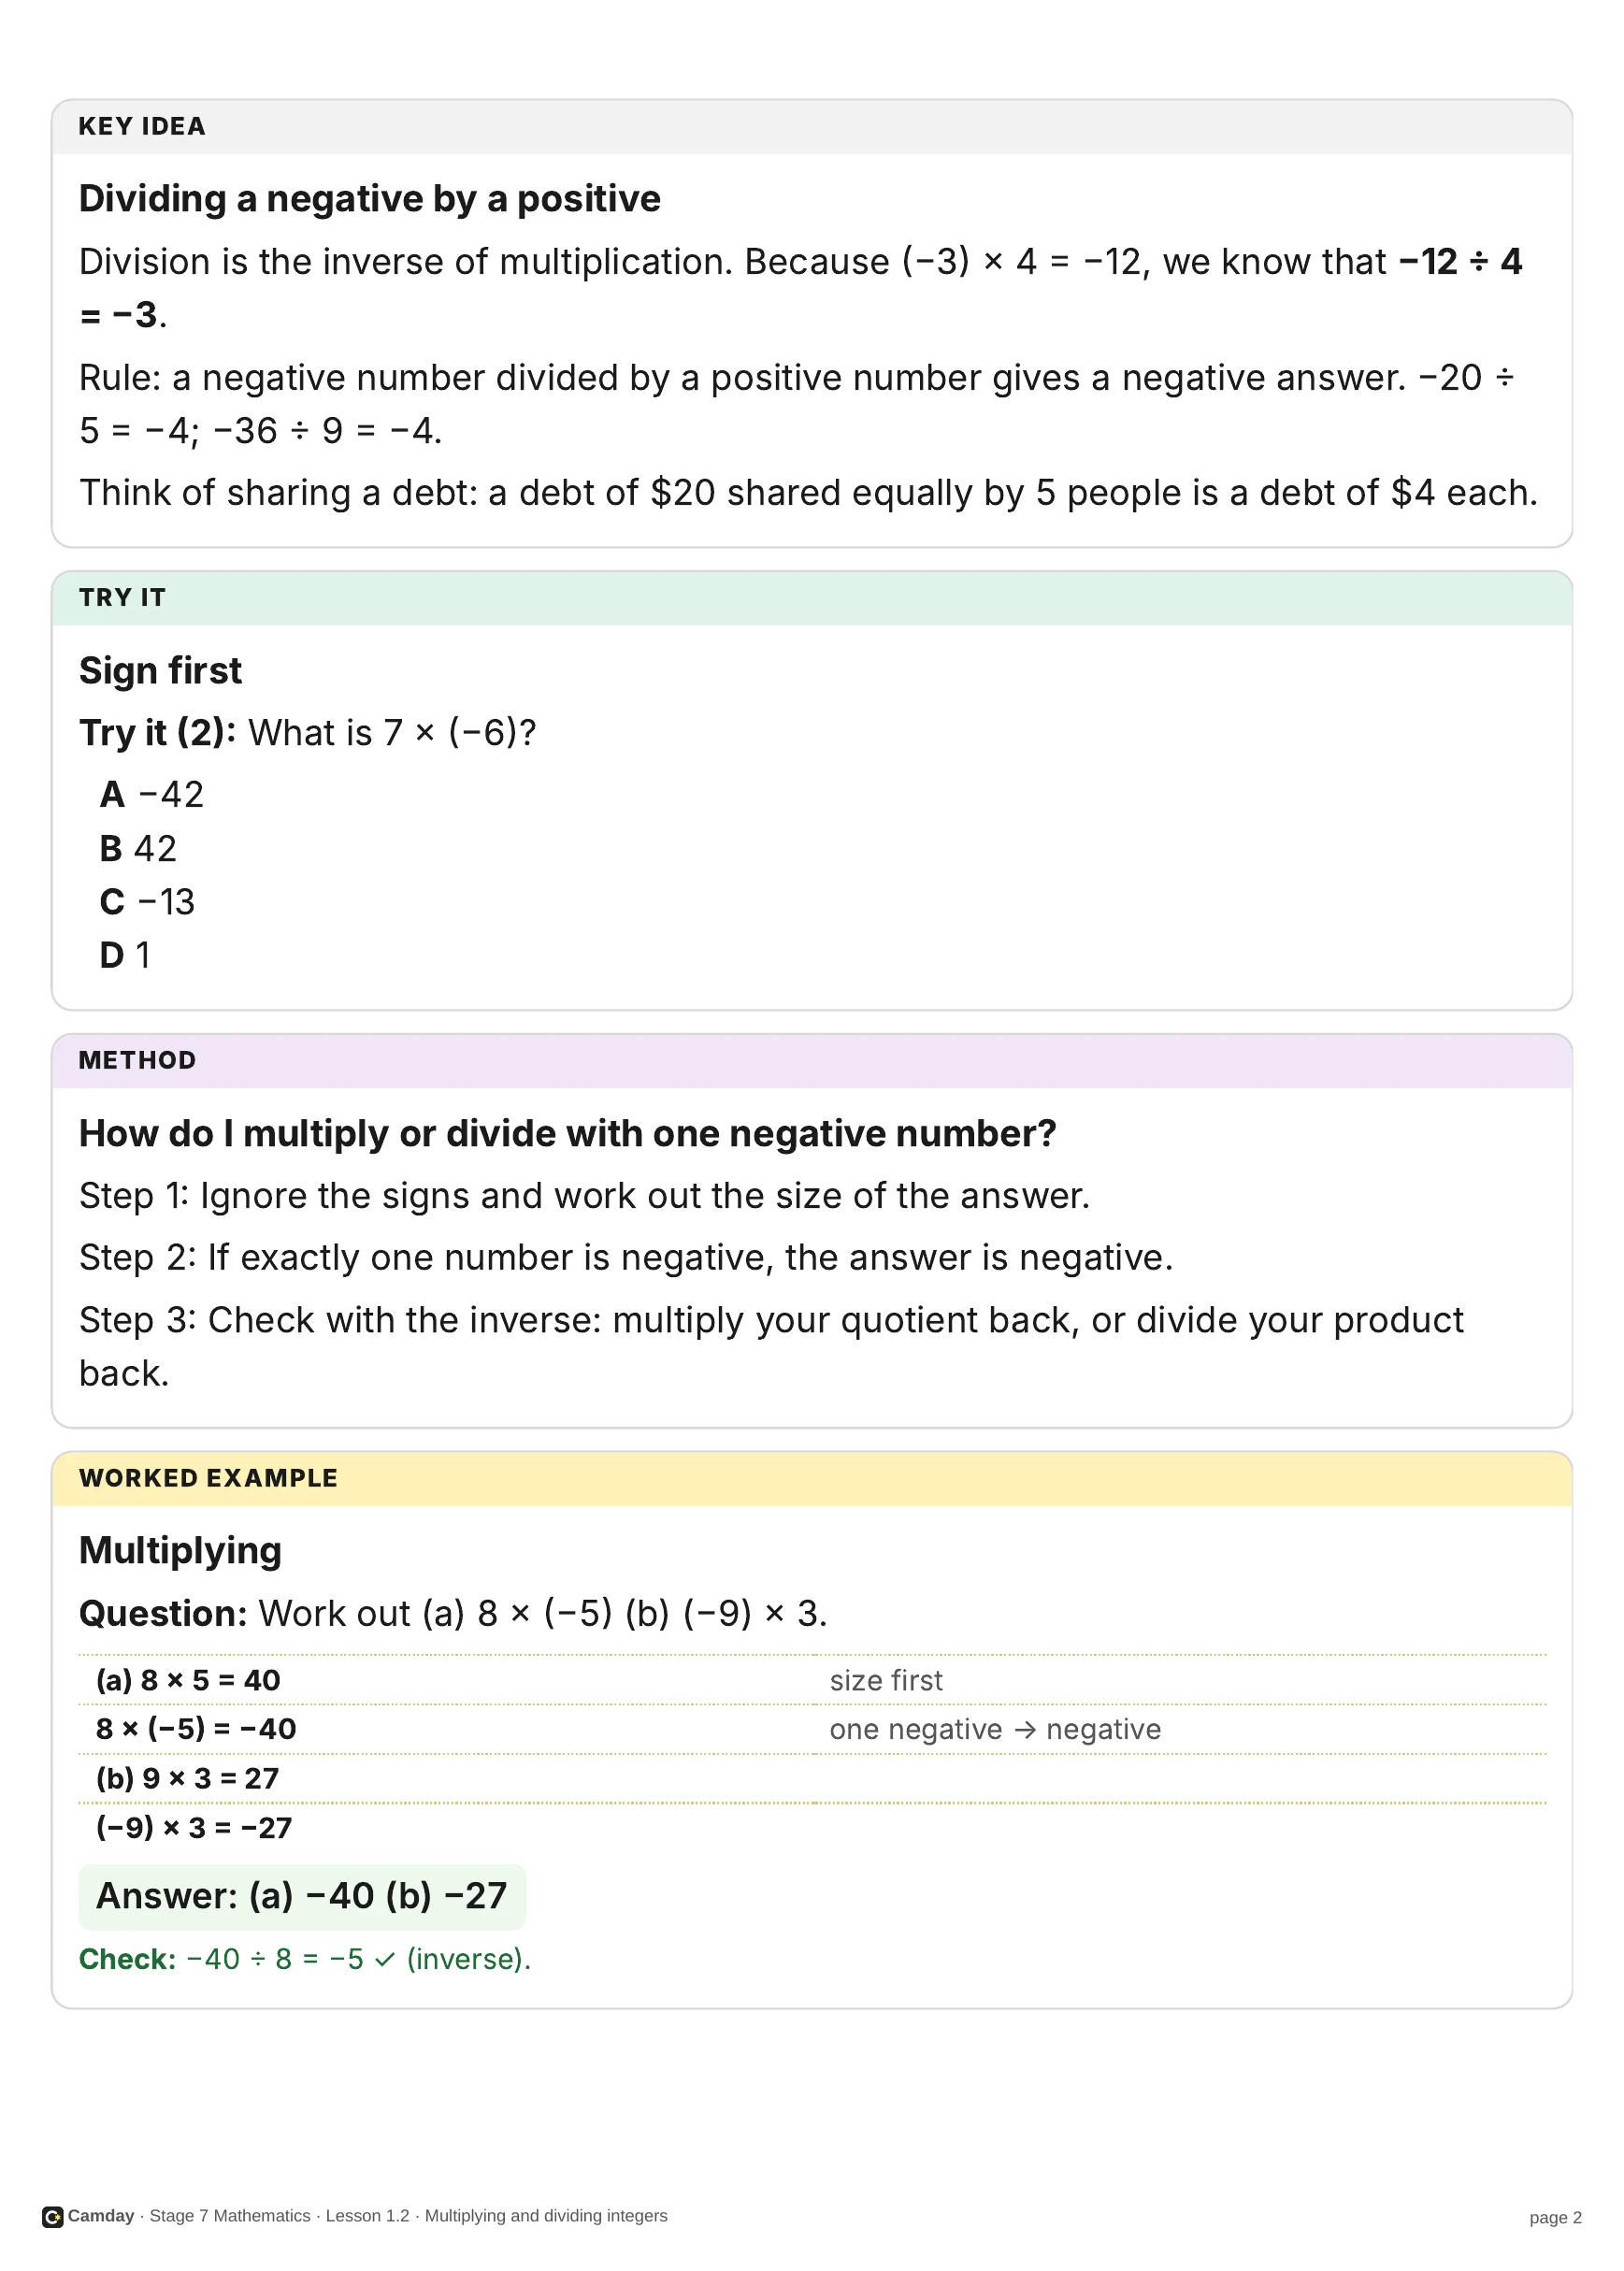 KEY IDEA
Dividing a negative by a positive
Division is the inverse of multiplication. Because (−3) × 4 = −12, we know that −12 ÷ 4
= −3.
Rule: a negative number divided by a positive number gives a negative answer. −20 ÷
5 = −4; −36 ÷ 9 = −4.
Think of sharing a debt: a debt of $20 shared equally by 5 people is a debt of $4 each.
TRY IT
Sign first
Try it (2): What is 7 × (−6)?
A −42
B 42
C −13
D 1
METHOD
How do I multiply or divide with one negative number?
Step 1: Ignore the signs and work out the size of the answer.
Step 2: If exactly one number is negative, the answer is negative.
Step 3: Check with the inverse: multiply your quotient back, or divide your product
back.
WORKED EXAMPLE
Multiplying
Question: Work out (a) 8 × (−5) (b) (−9) × 3.
(a) 8 × 5 = 40 size first
8 × (−5) = −40 one negative → negative
(b) 9 × 3 = 27
(−9) × 3 = −27
Answer: (a) −40 (b) −27
Check: −40 ÷ 8 = −5 ✓ (inverse).
Camday · Stage 7 Mathematics · Lesson 1.2 · Multiplying and dividing integers page 2